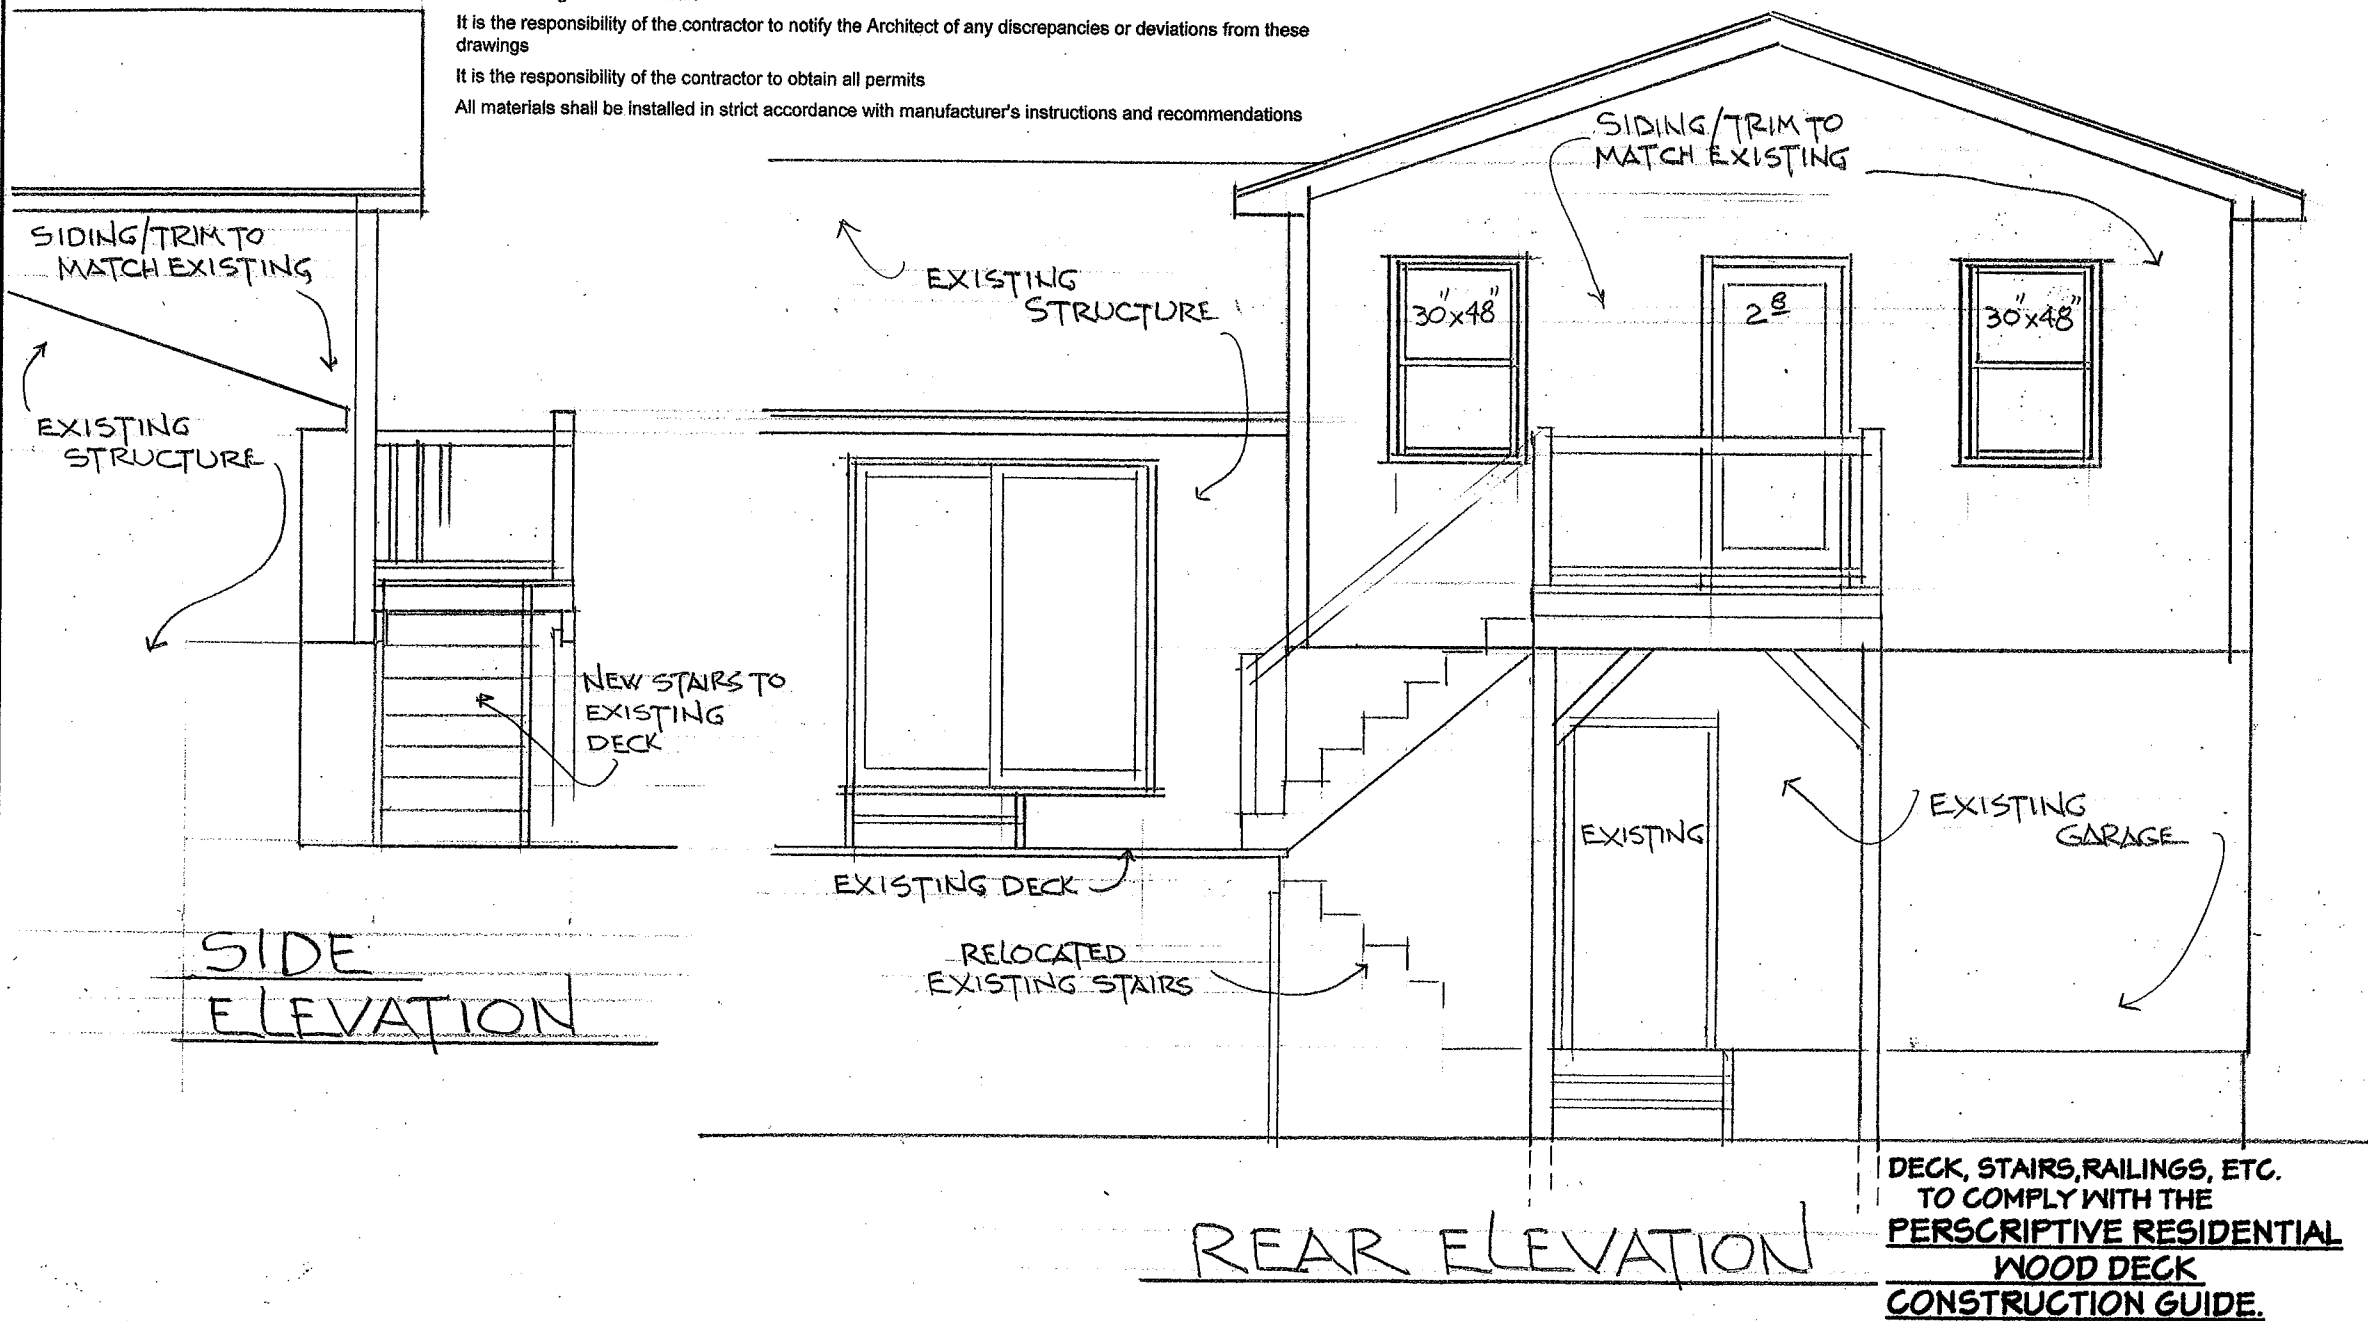 It is the responsibility of the contractor to notify the Architect of any discrepancies or deviations from these
drawings
It is the responsibility of the contractor to obtain all permits
All materials shall be installed in strict accordance with manufacturer's instructions and recommendations
SIDING/TRIM TO
MATCH EXISTING
EXISTING
STRUCTURE
NEW STAIRS TO
EXISTING
DECK
SIDE
ELEVATION
EXISTING
STRUCTURE
SIDING/TRIM TO
MATCH EXISTING
30"x48"
2 8
30"x48"
EXISTING
EXISTING
GARAGE
EXISTING DECK
RELOCATED
EXISTING STAIRS
REAR ELEVATION
DECK, STAIRS, RAILINGS, ETC.
TO COMPLY WITH THE
PERSCRIPTIVE RESIDENTIAL
WOOD DECK
CONSTRUCTION GUIDE.